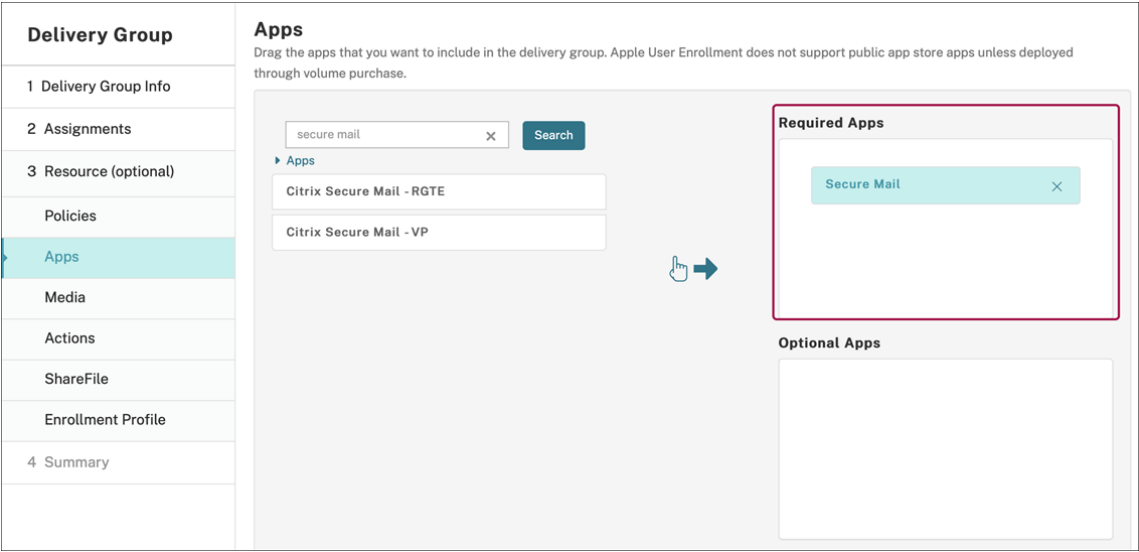 Delivery Group
1 Delivery Group Info
2 Assignments
3 Resource (optional)
Policies
Apps
Media
Actions
ShareFile
Enrollment Profile
4 Summary
Apps
Drag the apps that you want to include in the delivery group. Apple User Enrollment does not support public app store apps unless deployed
through volume purchase.
secure mail
Search
Apps
Citrix Secure Mail - RGTE
Citrix Secure Mail - VP
Required Apps
Secure Mail
Optional Apps